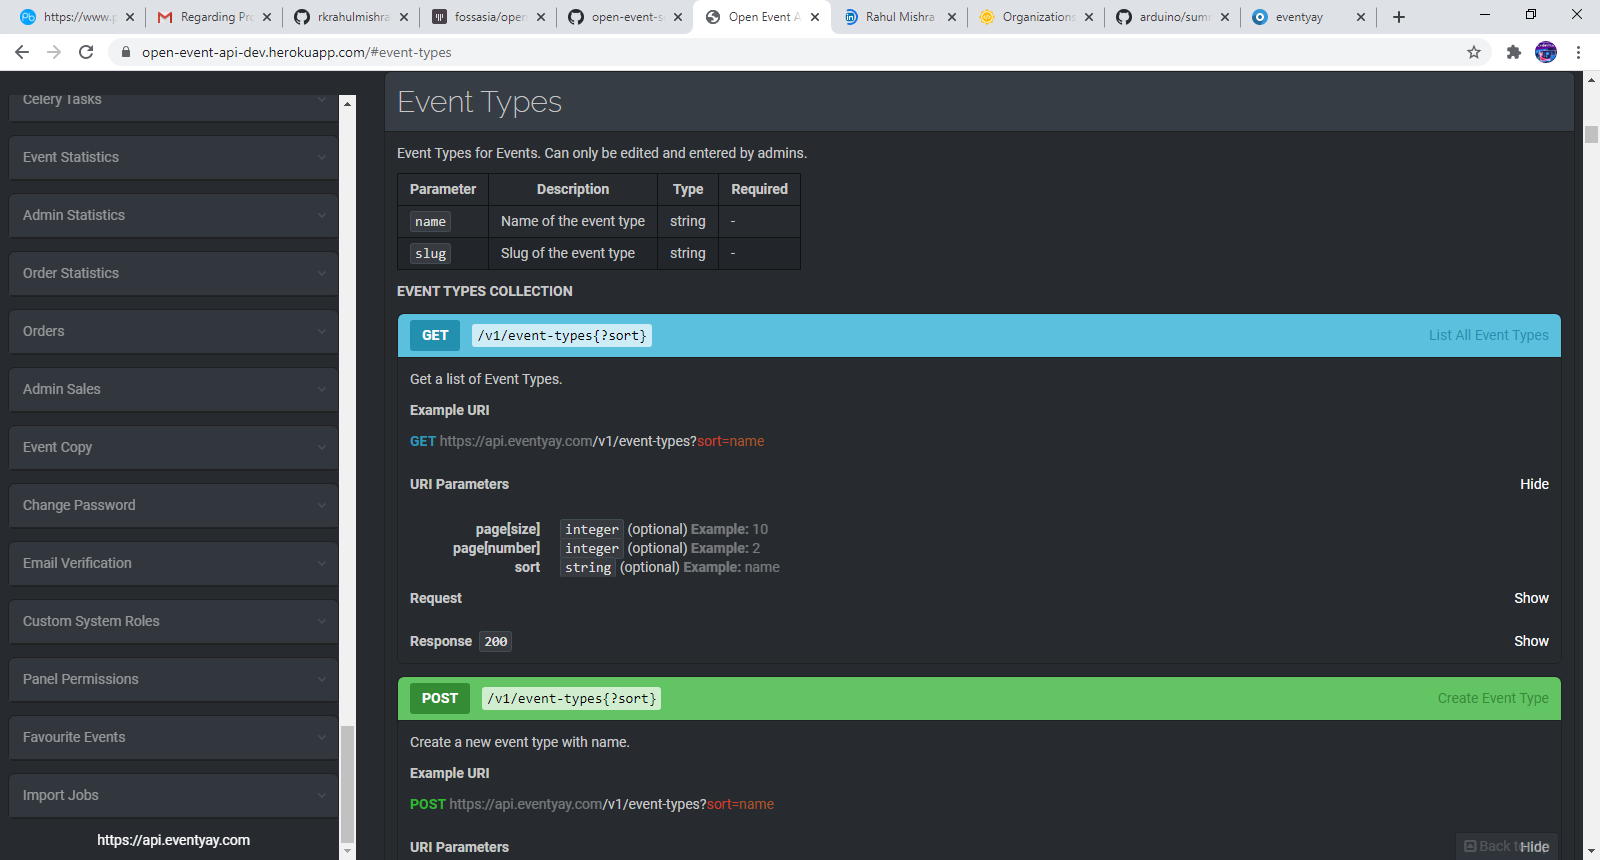 https://www.p
Regarding Pro
rkrahulmishra
fossasia/open
open-event-se
Open Event A
Rahul Mishra
Organizations
arduino/sum
eventyay
open-event-api-dev.herokuapp.com/#event-types
Celery Tasks
Event Statistics
Admin Statistics
Order Statistics
Orders
Admin Sales
Event Copy
Change Password
Email Verification
Custom System Roles
Panel Permissions
Favourite Events
Import Jobs
https://api.eventyay.com
Event Types
Event Types for Events. Can only be edited and entered by admins.
Parameter Description Type Required
name Name of the event type string -
slug Slug of the event type string -
EVENT TYPES COLLECTION
GET /v1/event-types{?sort} List All Event Types
Get a list of Event Types.
Example URI
GET https://api.eventyay.com/v1/event-types?sort=name
URI Parameters Hide
page[size] integer (optional) Example: 10
page[number] integer (optional) Example: 2
sort string (optional) Example: name
Request Show
Response 200 Show
POST /v1/event-types{?sort} Create Event Type
Create a new event type with name.
Example URI
POST https://api.eventyay.com/v1/event-types?sort=name
URI Parameters Hide
Back to